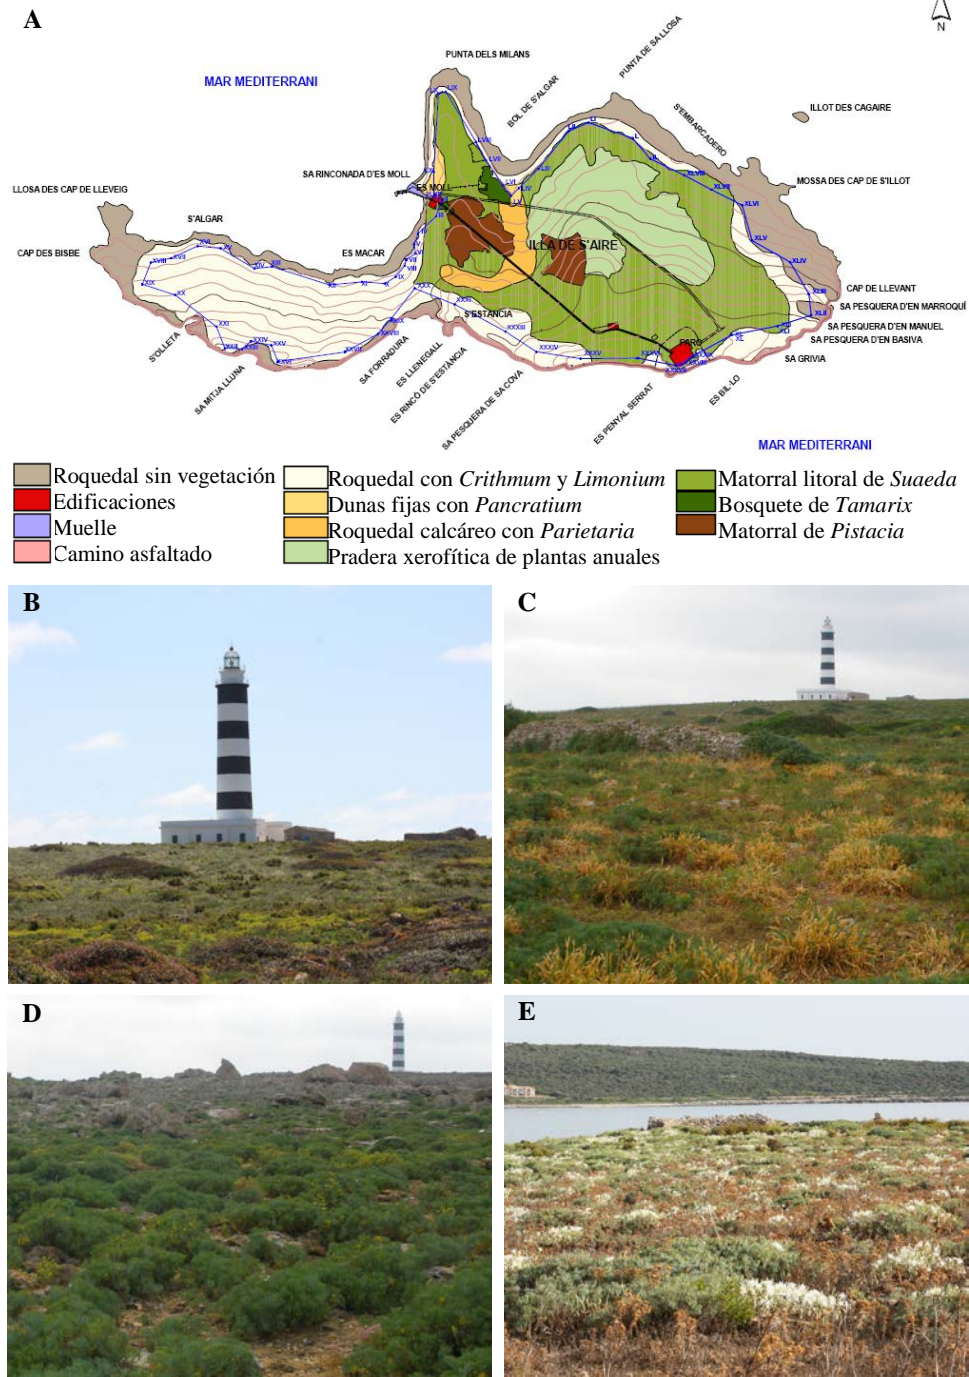 A
N
PUNTA DELS MILANS
PUNTA DE SA LLOSA
MAR MEDITERRANI
BOL DE S'ALGAR
S'EMBARCADERO
ILLOT DES CAGAIRE
SA RINCONADA D'ES MOLL
ES MOLL
LLOSA DES CAP DE LLEVEIG
MOSSA DES CAP DE S'ILLOT
S'ALGAR
CAP DES BISBE
ES MACAR
ILLA DE S'AIRE
CAP DE LLEVANT
SA PESQUERA D'EN MARROQUÍ
S'ESTANCIA
SA PESQUERA D'EN MANUEL
SA PESQUERA D'EN BASIVA
FARO
SA GRIVIA
S'OLLETA
SA MITJA LLUNA
SA FORRADURA
ES LLENEGALL
ES RINCÓ DE S'ESTANCIA
SA PESQUERA DE SA COVA
ES PENYAL SERRAT
ES BIL·LO
MAR MEDITERRANI
Roquedal sin vegetación
Edificaciones
Muelle
Camino asfaltado
Roquedal con Crithmum y Limonium
Dunas fijas con Pancratium
Roquedal calcáreo con Parietaria
Pradera xerofítica de plantas anuales
Matorral litoral de Suaeda
Bosquete de Tamarix
Matorral de Pistacia
B
C
D
E